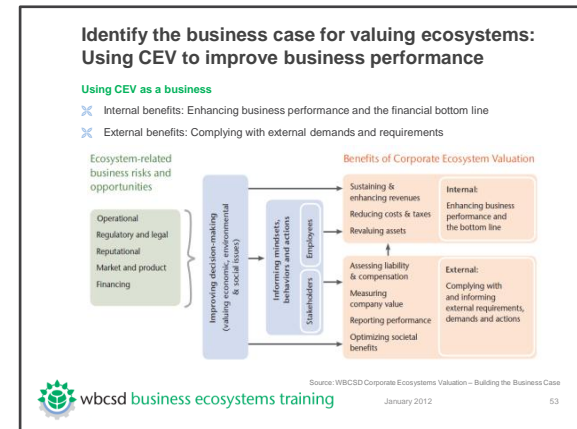 Identify the business case for valuing ecosystems:
Using CEV to improve business performance
Using CEV as a business
Internal benefits: Enhancing business performance and the financial bottom line
External benefits: Complying with external demands and requirements
Ecosystem-related
business risks and
opportunities
Operational
Regulatory and legal
Reputational
Market and product
Financing
Improving decision-making
(valuing economic, environmental
& social issues)
Informing mindsets,
behaviors and actions
Employees
Stakeholders
Benefits of Corporate Ecosystem Valuation
Sustaining &
enhancing revenues
Reducing costs & taxes
Revaluing assets
Internal:
Enhancing business
performance and
the bottom line
Assessing liability
& compensation
Measuring
company value
Reporting performance
Optimizing societal
benefits
External:
Complying with
and informing
external requirements,
demands and actions
Source: WBCSD Corporate Ecosystems Valuation – Building the Business Case
wbcsd business ecosystems training
January 2012
53